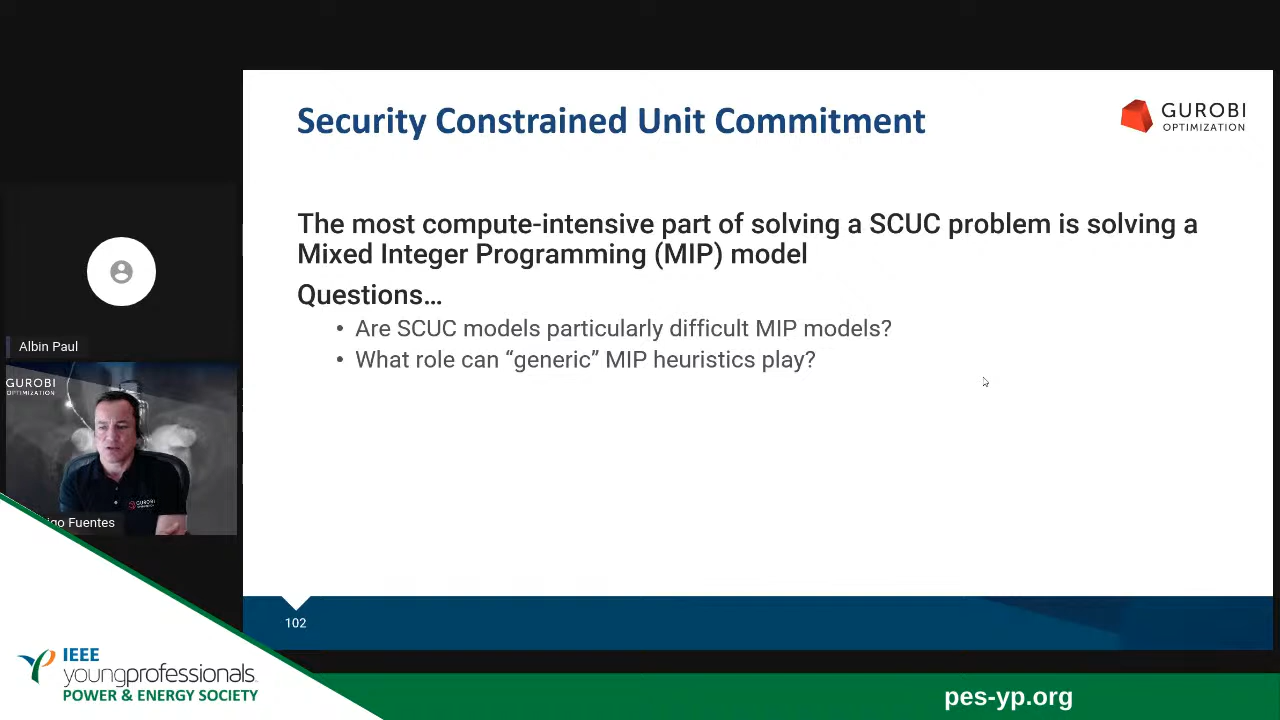 Security Constrained Unit Commitment
GUROBI
OPTIMIZATION
The most compute-intensive part of solving a SCUC problem is solving a
Mixed Integer Programming (MIP) model
Questions…
• Are SCUC models particularly difficult MIP models?
• What role can “generic” MIP heuristics play?
Albin Paul
GUROBI
OPTIMIZATION
GUROBI
Fuentes
102
IEEE
youngprofessionals
POWER & ENERGY SOCIETY
pes-yp.org